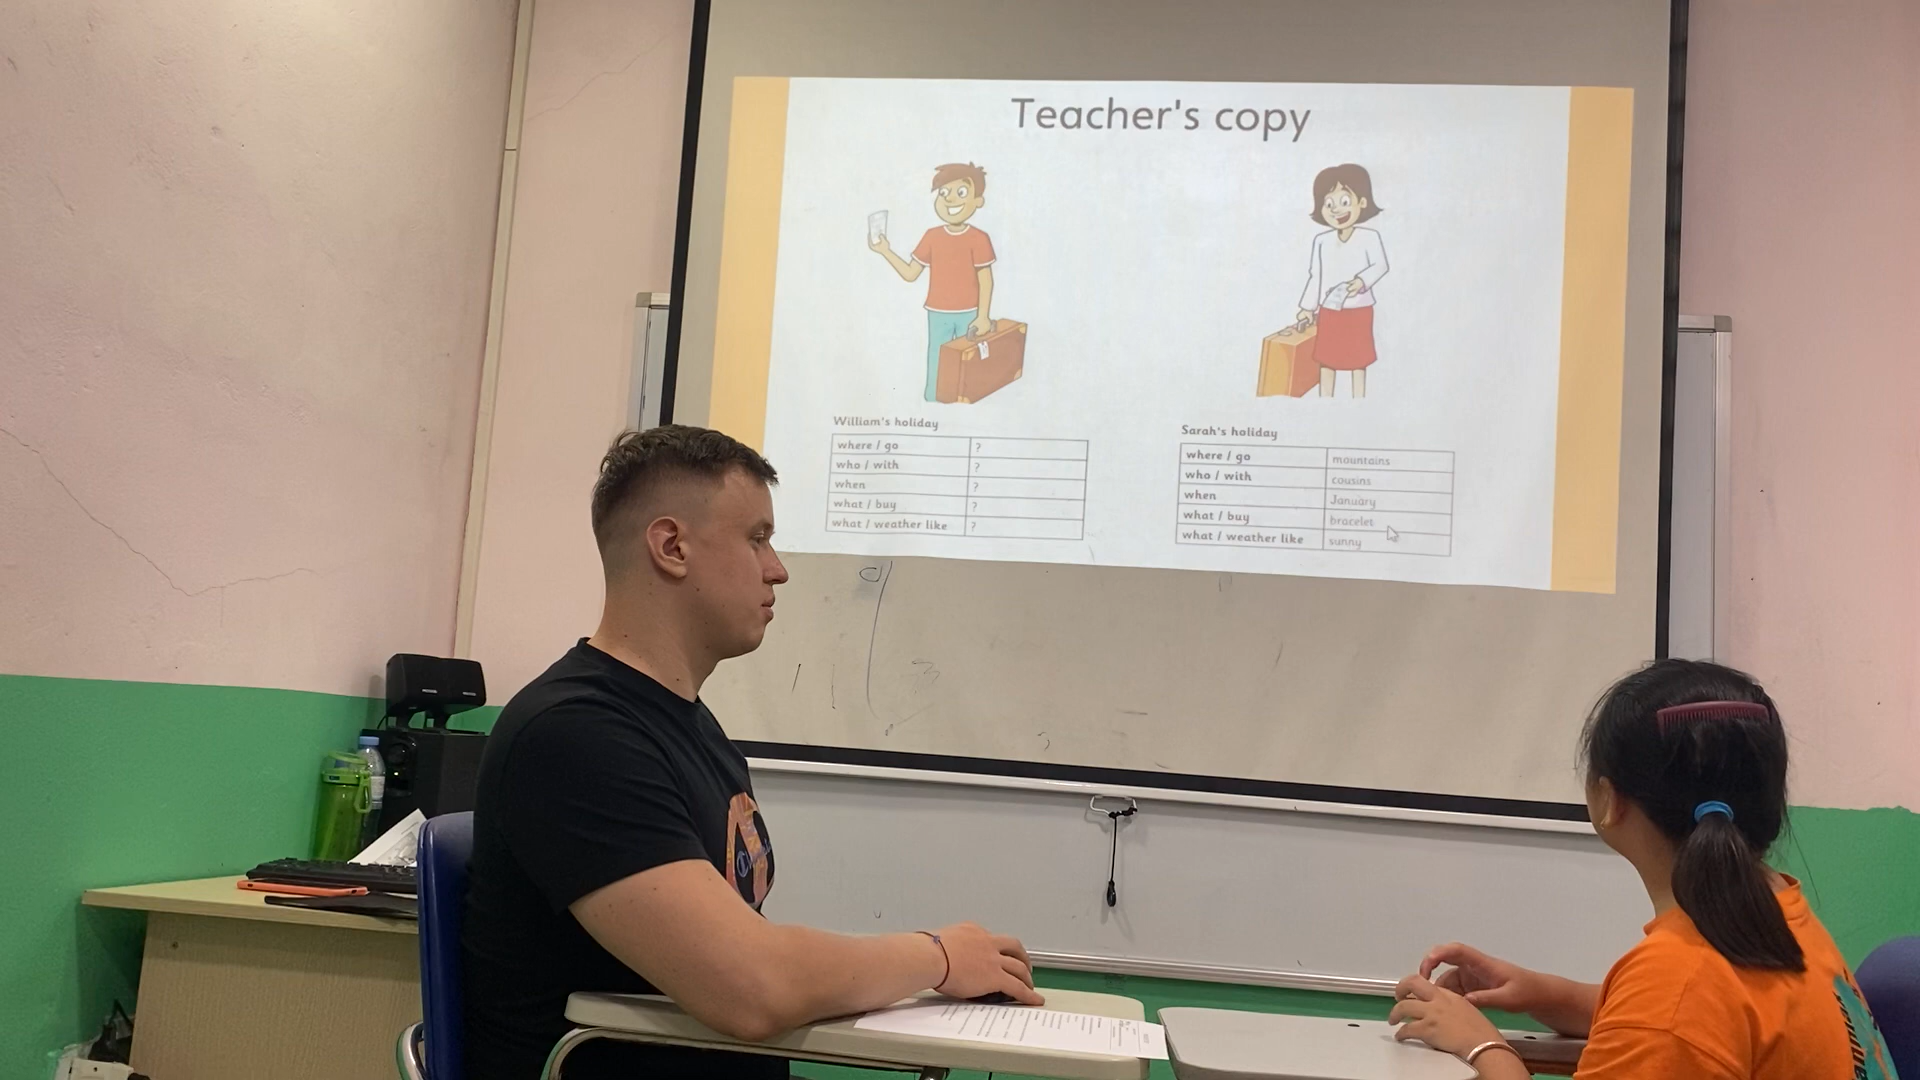 Teacher's copy
William's holiday
where / go ?
who / with ?
when ?
what / buy ?
what / weather like ?
Sarah's holiday
where / go mountains
who / with cousins
when January
what / buy bracelet
what / weather like sunny